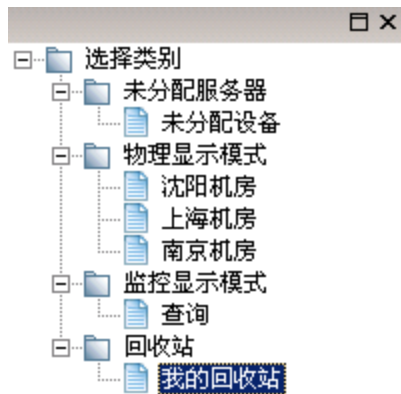 选择类别
未分配服务器
未分配设备
物理显示模式
沈阳机房
上海机房
南京机房
监控显示模式
查询
回收站
我的回收站